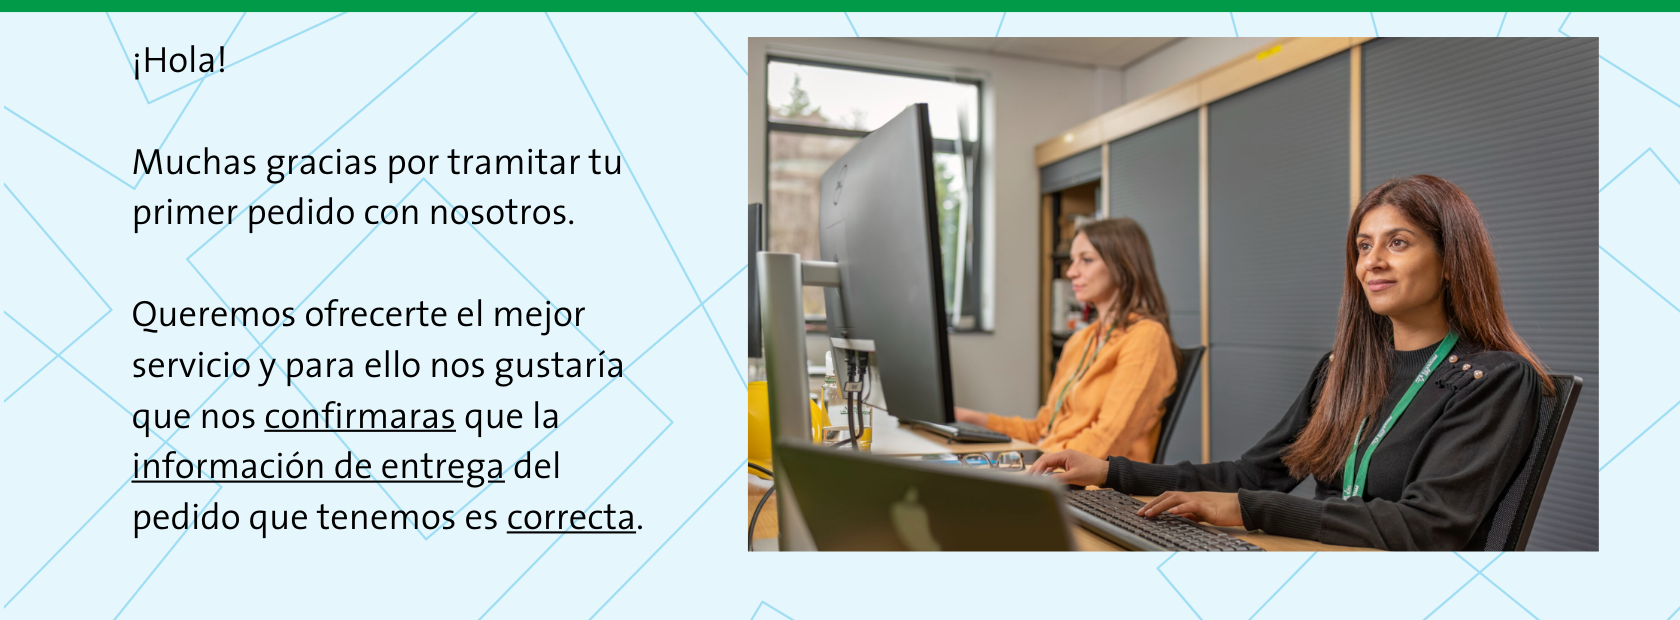 ¡Hola!
Muchas gracias por tramitar tu
primer pedido con nosotros.
Queremos ofrecerte el mejor
servicio y para ello nos gustaría
que nos confirmaras que la
información de entrega del
pedido que tenemos es correcta.